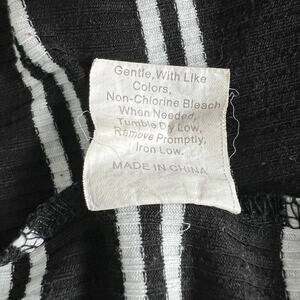 Gentle, With Like
Colors,
Non-Chlorine Bleach
When Needed,
Tumble Dry Low,
Remove Promptly,
Iron Low.
MADE IN CHINA